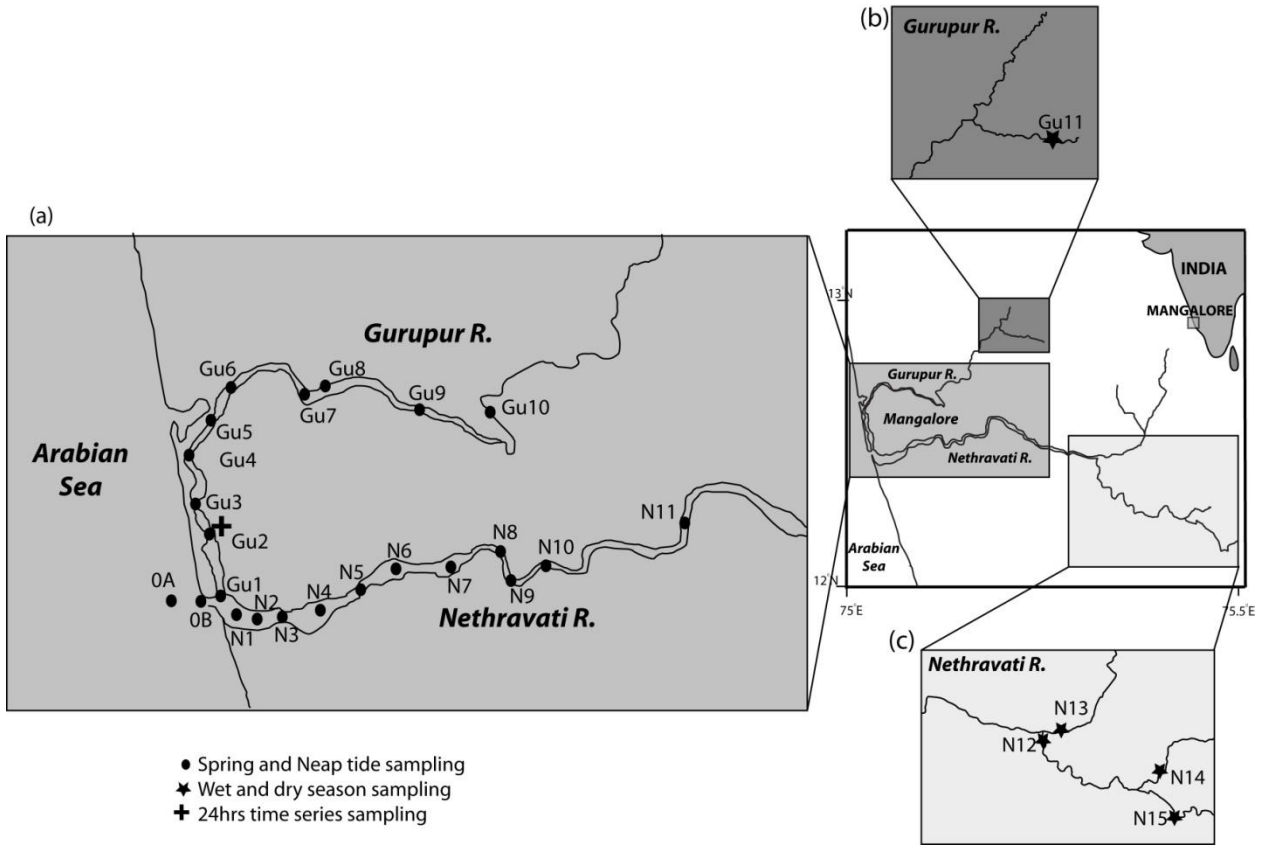 (b)
Gurupur R.
Gu11
(a)
Gurupur R.
Gu6
Gu8
Gu7
Gu9
Gu10
Gu5
Gu4
Arabian
Sea
Gu3
Gu2
N11
N8
N6
N10
0A
Gu1
N5
N7
N9
0B
N2
N4
N1
N3
Nethravati R.
INDIA
MANGALORE
13°N
Gurupur R.
Mangalore
Nethravati R.
Arabian
Sea
12°N
75°E
75.5°E
(c)
Nethravati R.
N13
N12
N14
N15
Spring and Neap tide sampling
Wet and dry season sampling
24hrs time series sampling